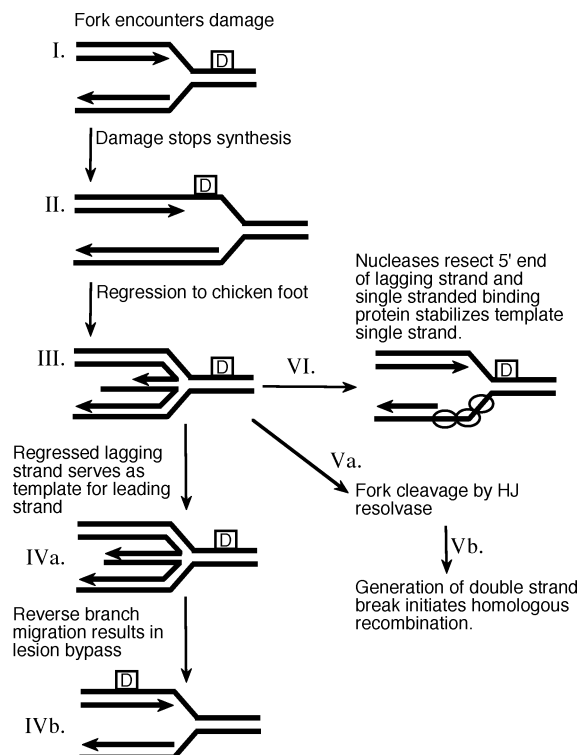 Fork encounters damage
I.
D
Damage stops synthesis
D
II.
Nucleases resect 5' end
of lagging strand and
single stranded binding
protein stabilizes template
single strand.
Regression to chicken foot
III.
D
VI.
D
Regressed lagging
strand serves as
template for leading
strand
Va.
Fork cleavage by HJ
resolvase
IVa.
D
Vb.
Generation of double strand
break initiates homologous
recombination.
Reverse branch
migration results in
lesion bypass
D
IVb.